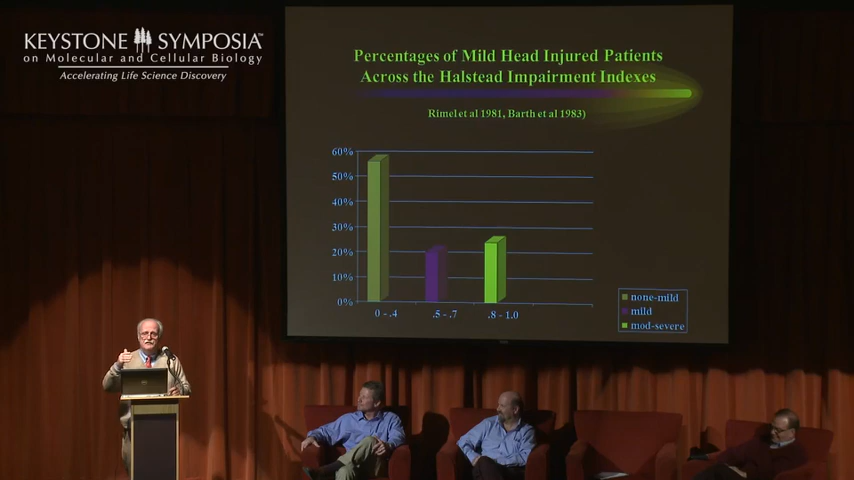 KEYSTONE SYMPOSIA™
on Molecular and Cellular Biology
Accelerating Life Science Discovery
Percentages of Mild Head Injured Patients
Across the Halstead Impairment Indexes
Rimel et al 1981, Barth et al 1983)
60%
50%
40%
30%
20%
10%
0%
0 - .4
.5 - .7
.8 - 1.0
none-mild
mild
mod-severe